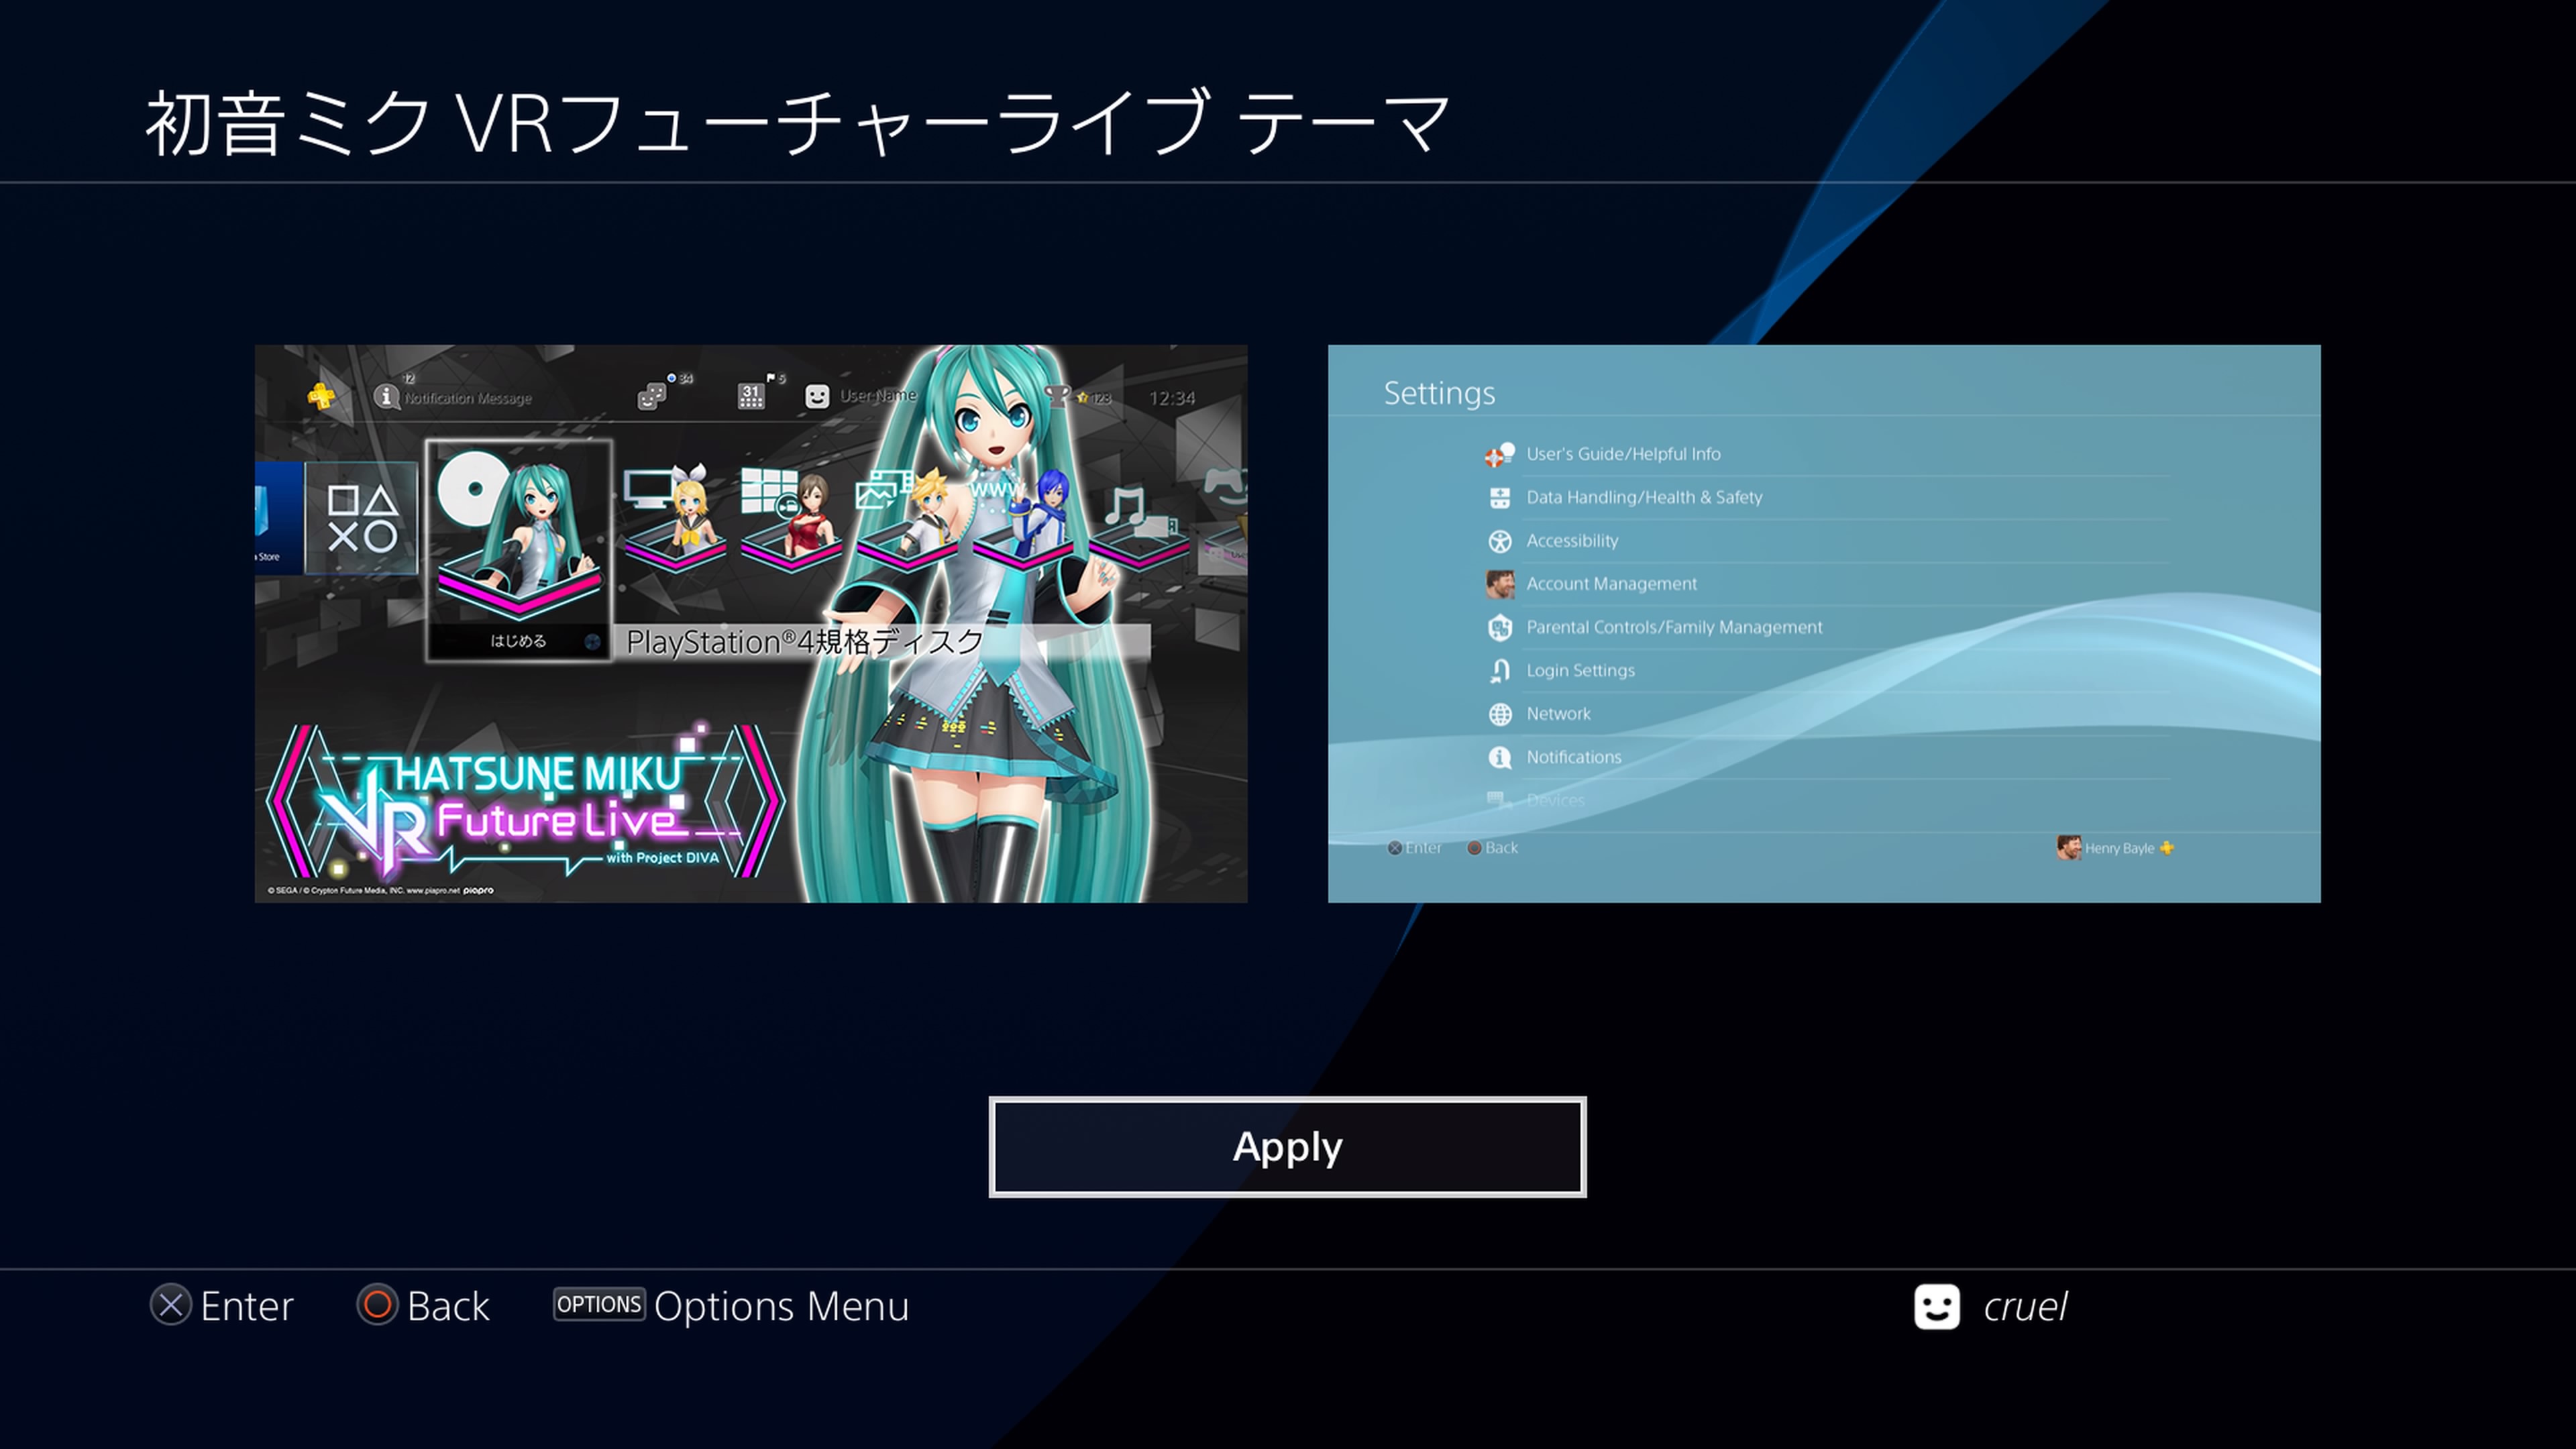 初音ミク VRフューチャーライブ テーマ
12
Notification Message
34
31
5
User Name
123
12:34
Store
www
はじめる
PlayStation®4規格ディスク
HATSUNE MIKU
VR Future Live
with Project DIVA
© SEGA / © Crypton Future Media, INC. www.piapro.net piapro
Settings
User's Guide/Helpful Info
Data Handling/Health & Safety
Accessibility
Account Management
Parental Controls/Family Management
Login Settings
Network
Notifications
Devices
Enter
Back
Henry Bayle
Apply
Enter
Back
OPTIONS Options Menu
cruel